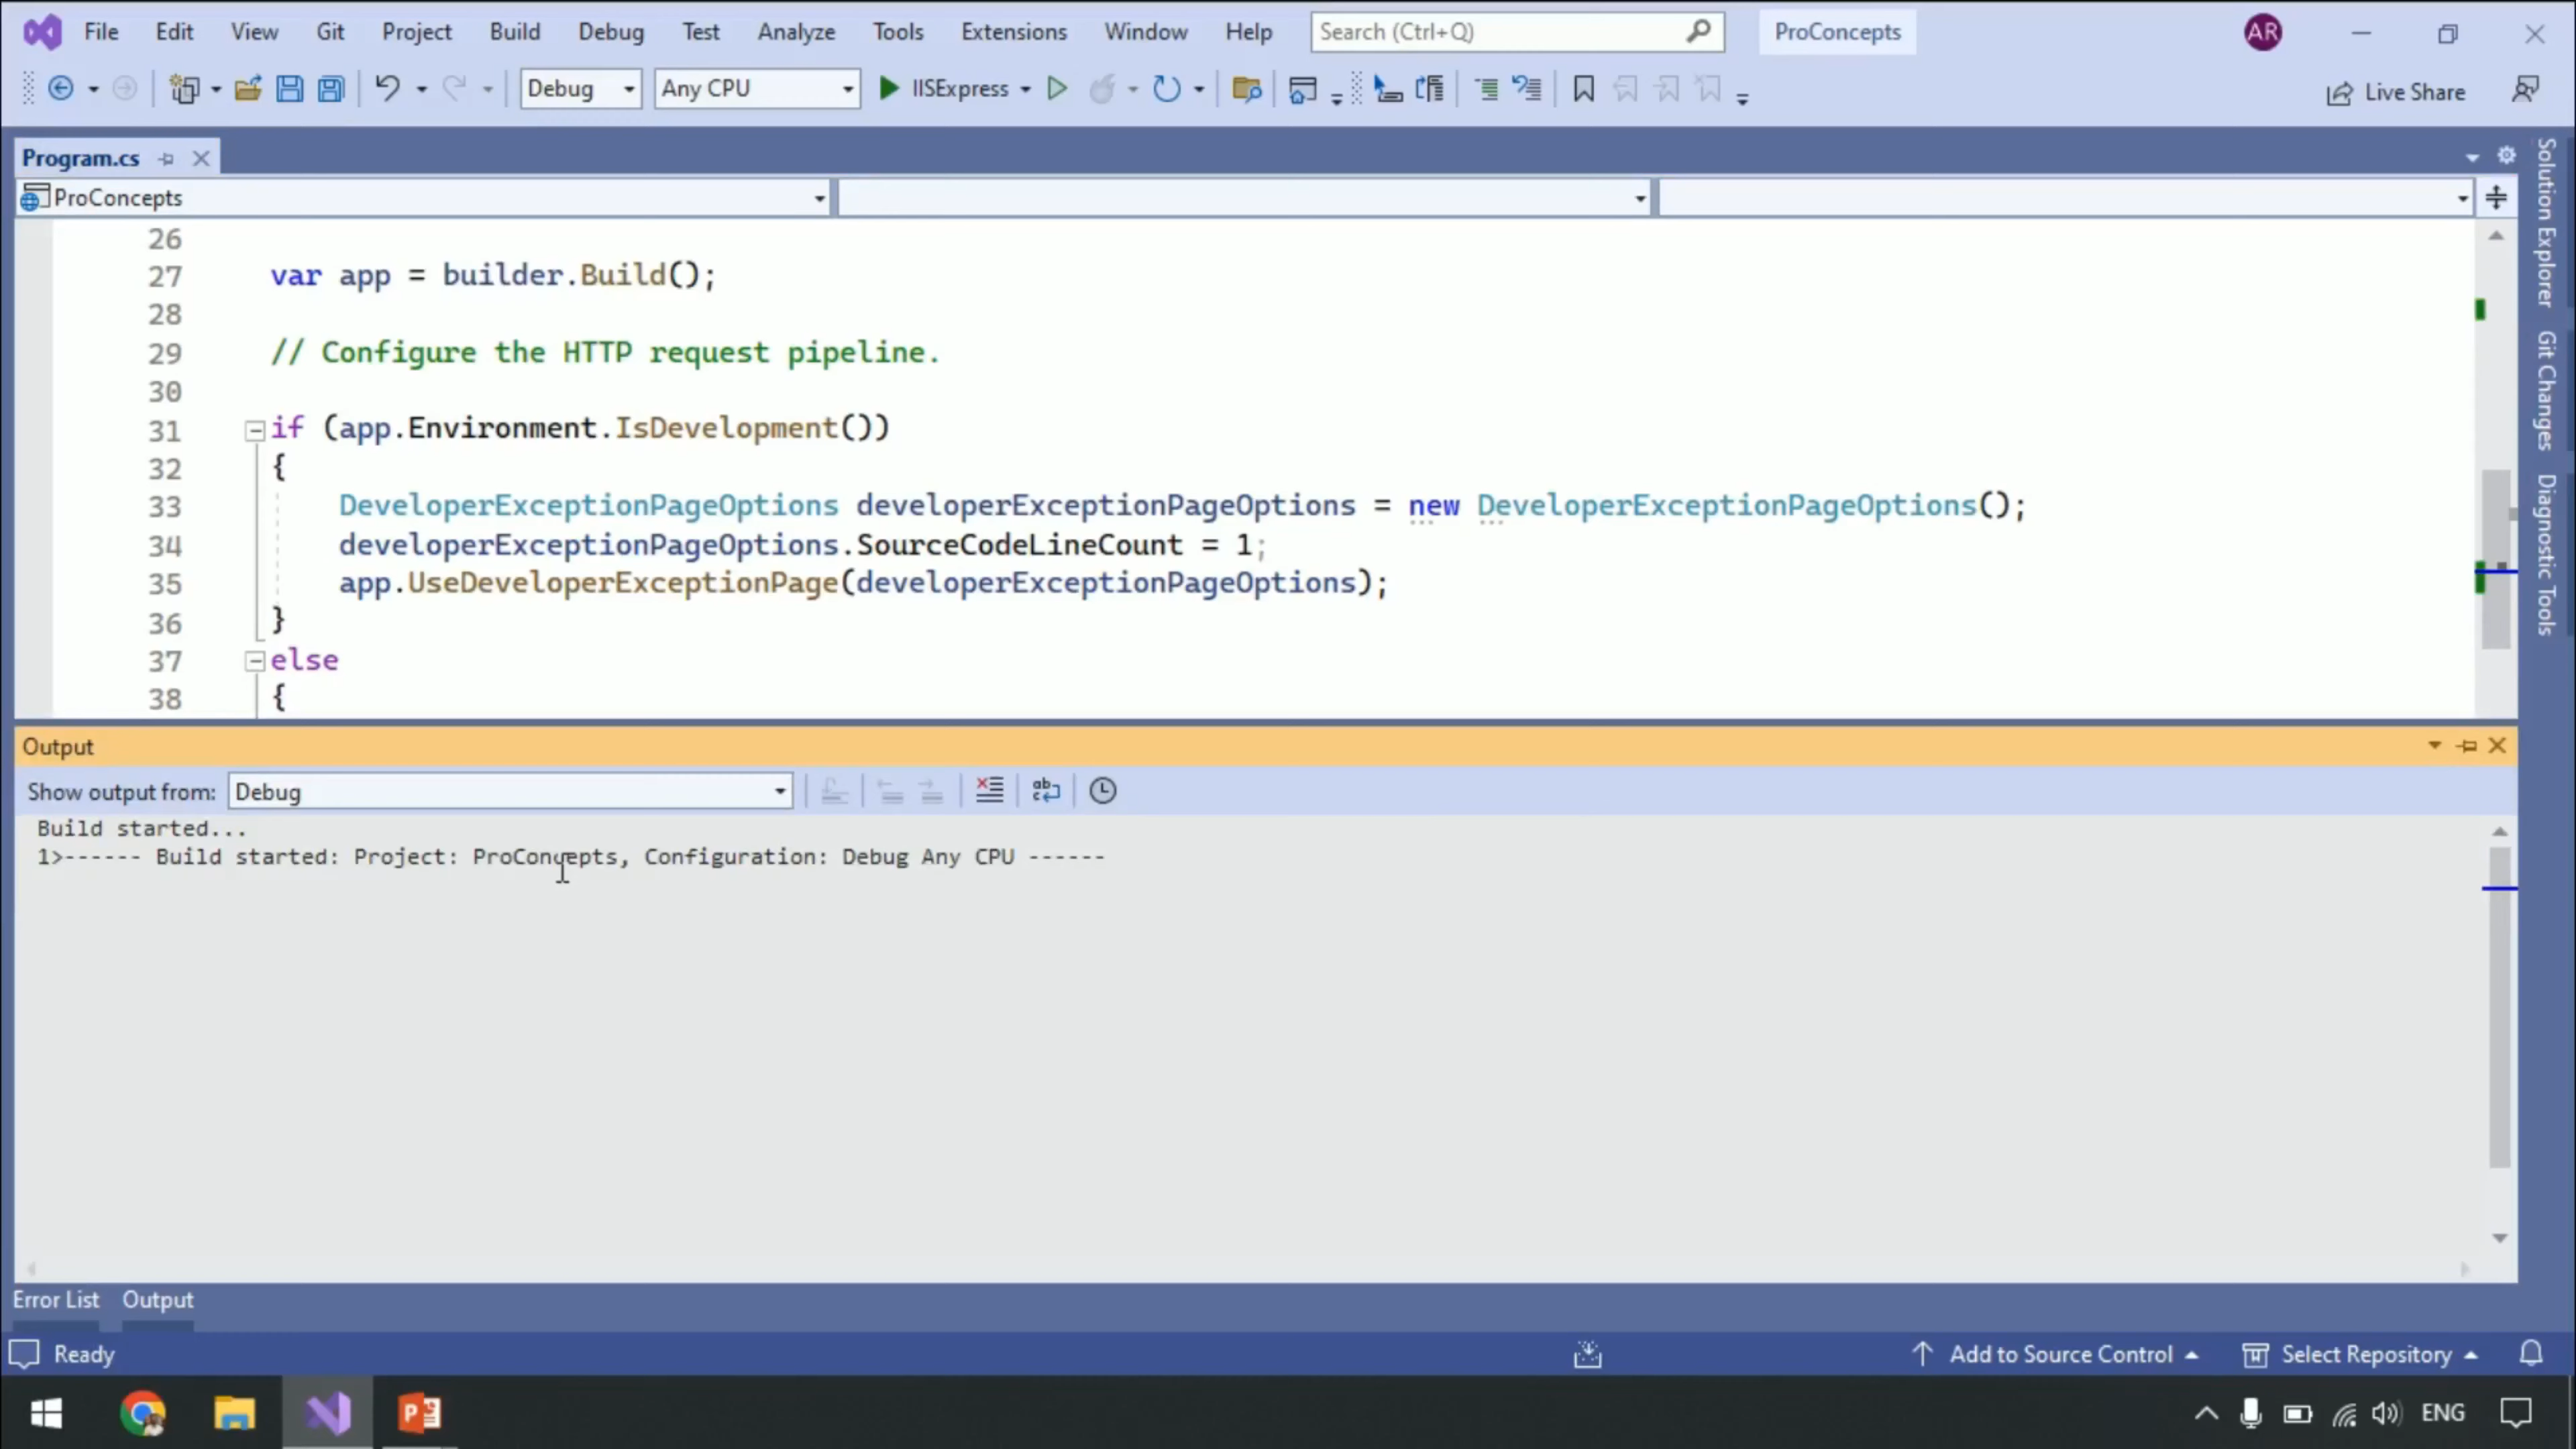 File Edit View Git Project Build Debug Test Analyze Tools Extensions Window Help Search (Ctrl+Q) ProConcepts AR
Debug Any CPU IISExpress Live Share
Program.cs
ProConcepts
26
27 var app = builder.Build();
28
29 // Configure the HTTP request pipeline.
30
31 if (app.Environment.IsDevelopment())
32 {
33 DeveloperExceptionPageOptions developerExceptionPageOptions = new DeveloperExceptionPageOptions();
34 developerExceptionPageOptions.SourceCodeLineCount = 1;
35 app.UseDeveloperExceptionPage(developerExceptionPageOptions);
36 }
37 else
38 {
Solution Explorer
Git Changes
Diagnostic Tools
Output
Show output from: Debug
Build started...
1>------ Build started: Project: ProConcepts, Configuration: Debug Any CPU ------
Error List Output
Ready Add to Source Control Select Repository
ENG